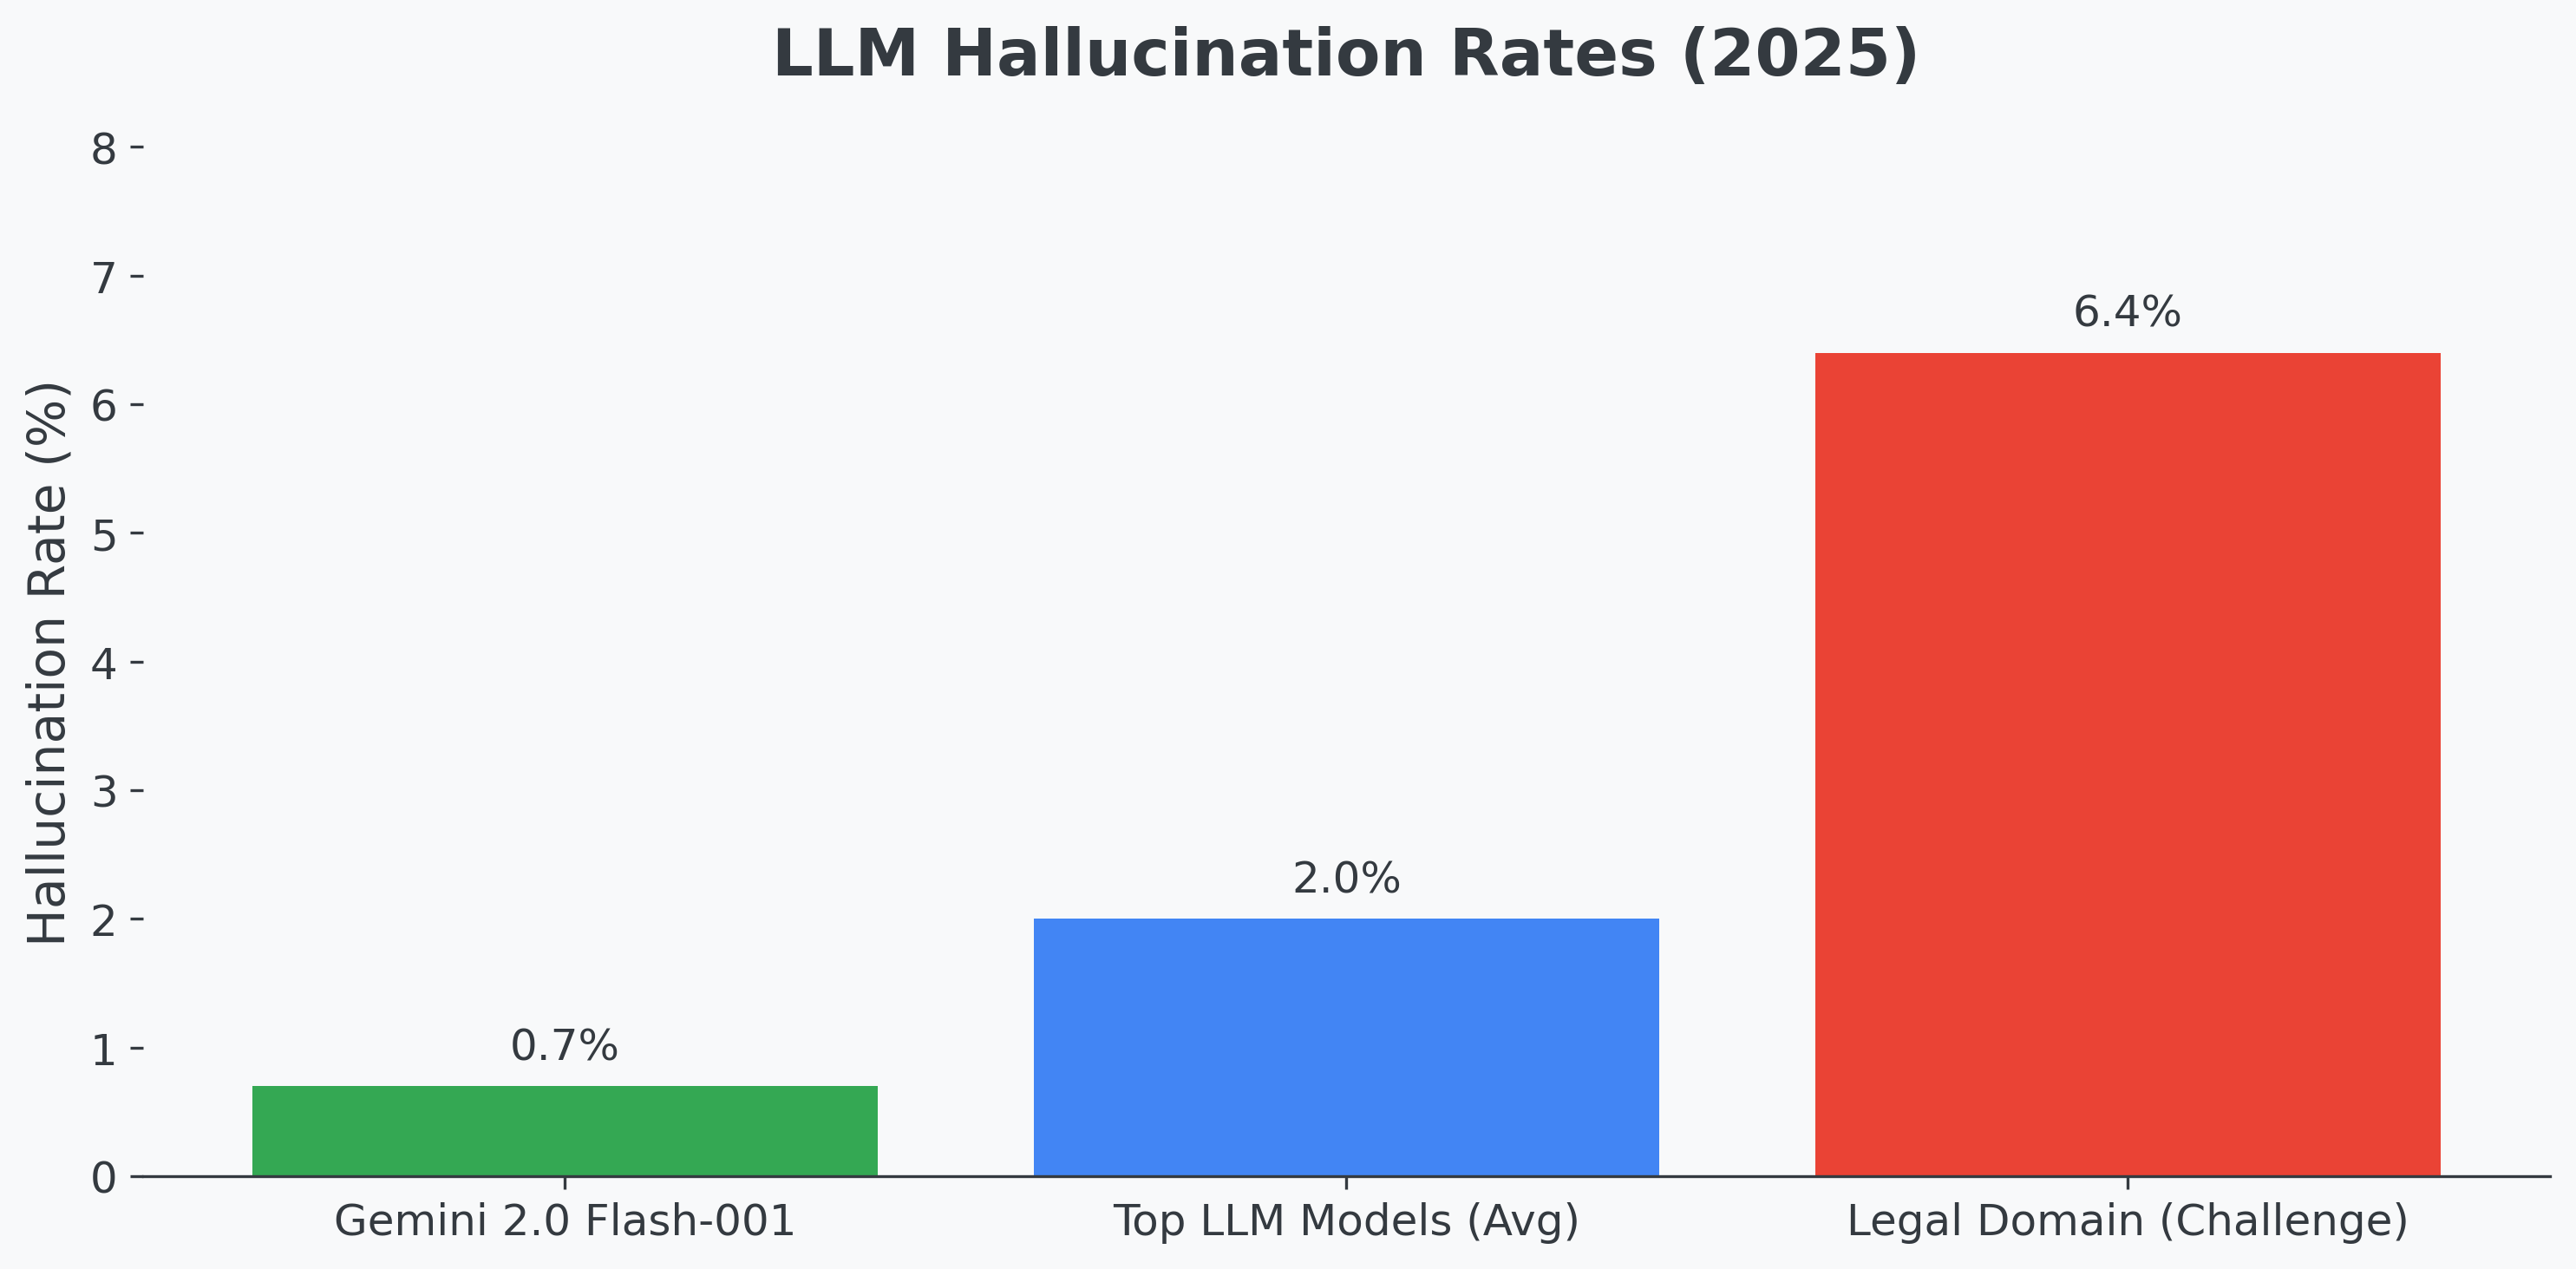 LLM Hallucination Rates (2025)
Hallucination Rate (%)
8
7
6
5
4
3
2
1
0
0.7%
2.0%
6.4%
Gemini 2.0 Flash-001
Top LLM Models (Avg)
Legal Domain (Challenge)